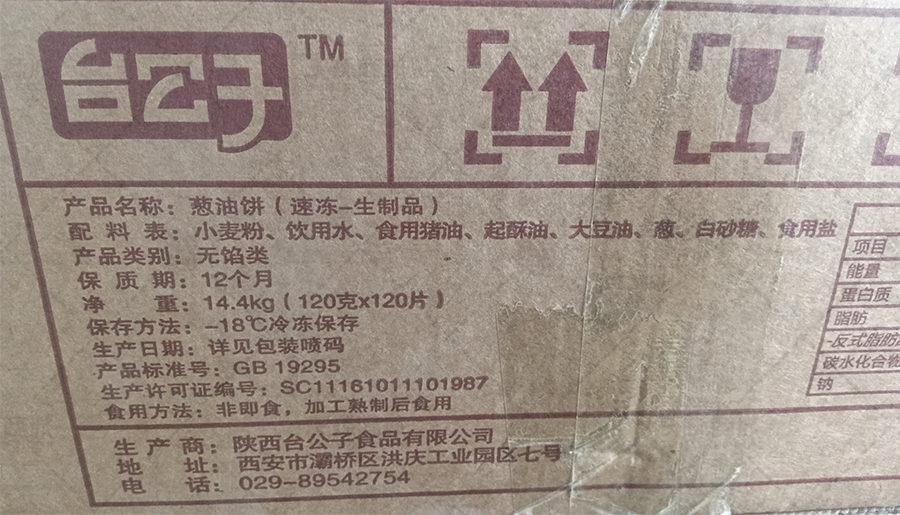 台公子 TM
产品名称：葱油饼（速冻-生制品）
配料表：小麦粉、饮用水、食用猪油、起酥油、大豆油、葱、白砂糖、食用盐
产品类别：无馅类
保质期：12个月
净重：14.4kg（120克x120片）
保存方法：-18℃冷冻保存
生产日期：详见包装喷码
产品标准号：GB 19295
生产许可证编号：SC11161011101987
食用方法：非即食，加工熟制后食用
生产商：陕西台公子食品有限公司
地址：西安市灞桥区洪庆工业园区七号
电话：029-89542754
项目
能量
蛋白质
脂肪
-反式脂肪
碳水化合物
钠